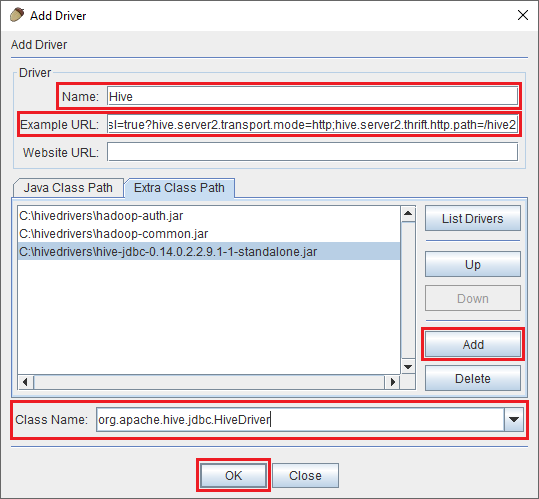 Add Driver
Add Driver
Driver
Name: Hive
Example URL: sl=true?hive.server2.transport.mode=http;hive.server2.thrift.http.path=/hive2
Website URL:
Java Class Path Extra Class Path
C:\hivedrivers\hadoop-auth.jar
C:\hivedrivers\hadoop-common.jar
C:\hivedrivers\hive-jdbc-0.14.0.2.2.9.1-1-standalone.jar
List Drivers
Up
Down
Add
Delete
Class Name: org.apache.hive.jdbc.HiveDriver
OK Close